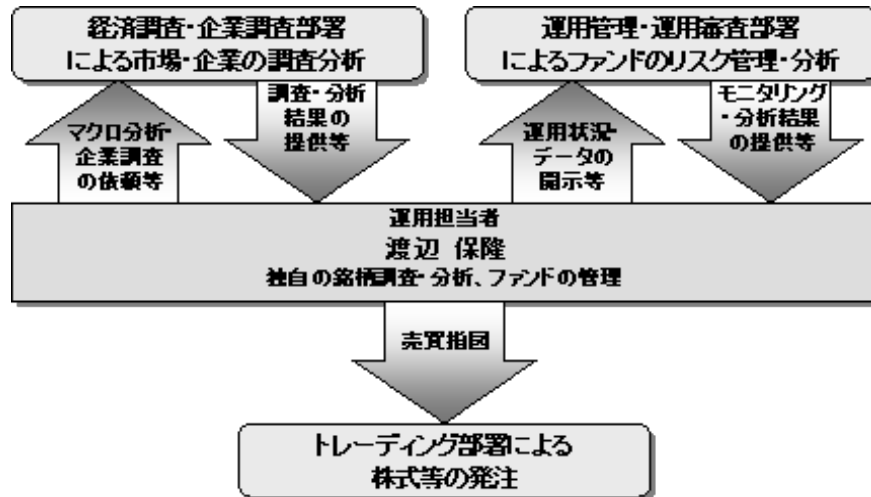 経済調査・企業調査部署
による市場・企業の調査分析
運用管理・運用審査部署
によるファンドのリスク管理・分析
マクロ分析・
企業調査
の依頼等
調査・分析
結果の
提供等
運用状況・
データの
開示等
モニタリング
・分析結果
の提供等
運用担当者
渡辺 保隆
独自の銘柄調査・分析、ファンドの管理
売買指図
トレーディング部署による
株式等の発注